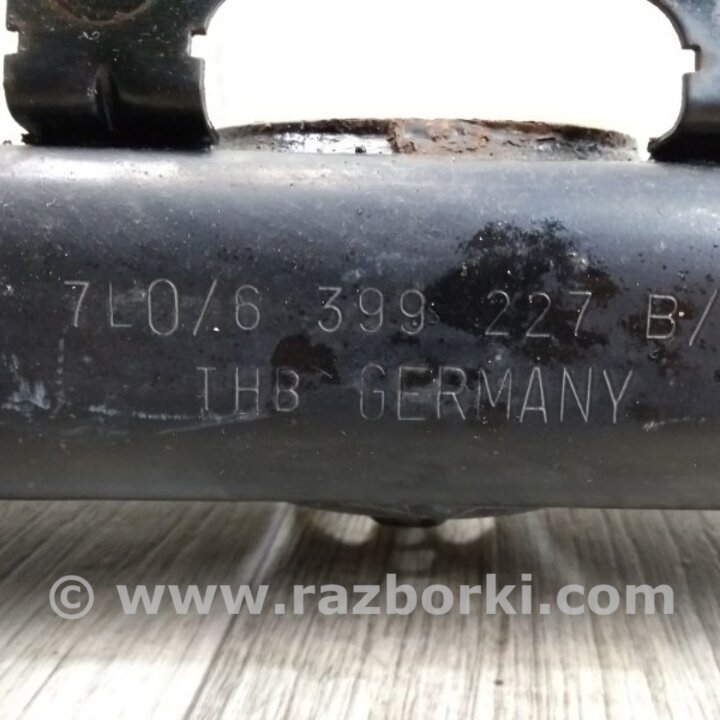 7L0/6 399 227 B/
THB GERMANY
© www.razborki.com